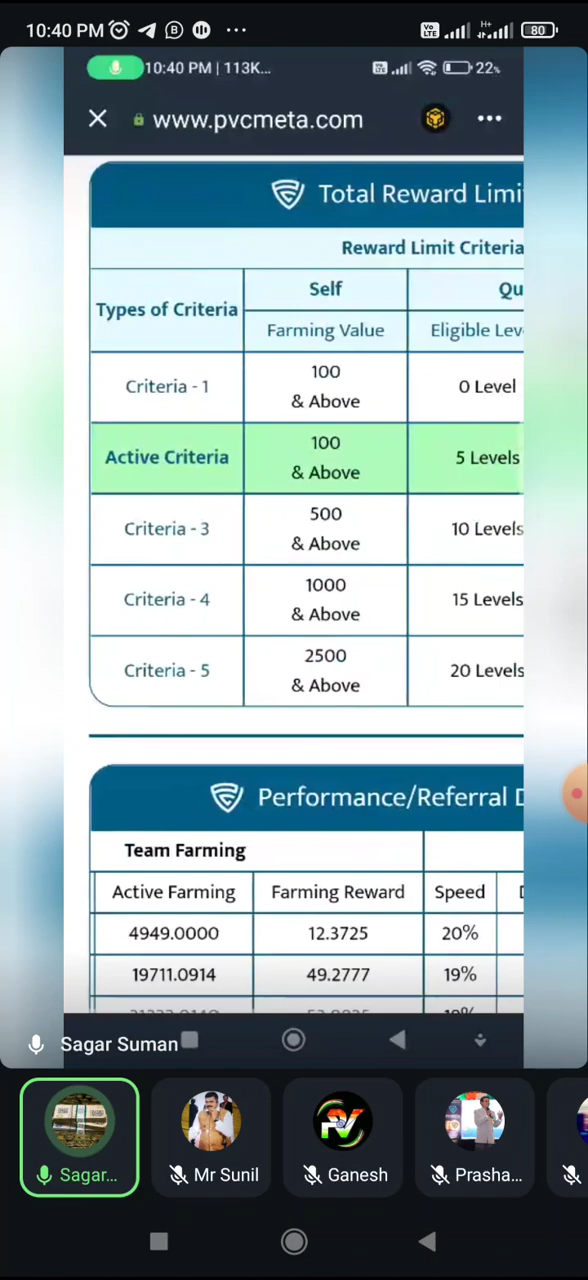 10:40 PM
Vo LTE
H+
80
10:40 PM | 113K...
22%
www.pvcmeta.com
Total Reward Limi
Reward Limit Criteria
Types of Criteria
Self
Qu
Farming Value
Eligible Lev
Criteria - 1
100
& Above
0 Level
Active Criteria
100
& Above
5 Levels
Criteria - 3
500
& Above
10 Levels
Criteria - 4
1000
& Above
15 Levels
Criteria - 5
2500
& Above
20 Levels
Performance/Referral D
Team Farming
Active Farming
Farming Reward
Speed
4949.0000
12.3725
20%
19711.0914
49.2777
19%
Sagar Suman
Sagar...
Mr Sunil
Ganesh
Prasha...